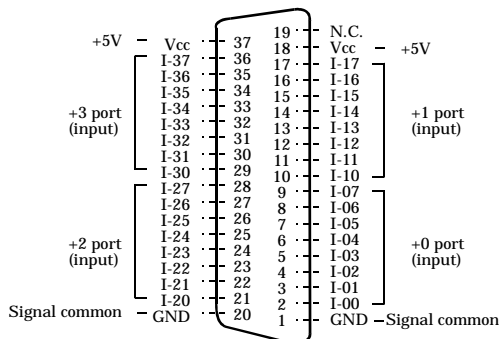 19 N.C.
+5V Vcc 37 18 Vcc +5V
I-37 36 17 I-17
I-36 35 16 I-16
I-35 34 15 I-15
I-34 33 14 I-14
I-33 32 13 I-13
I-32 31 12 I-12
I-31 30 11 I-11
I-30 29 10 I-10
+3 port
(input)
+1 port
(input)
I-27 28 9 I-07
I-26 27 8 I-06
I-25 26 7 I-05
I-24 25 6 I-04
I-23 24 5 I-03
I-22 23 4 I-02
I-21 22 3 I-01
I-20 21 2 I-00
+2 port
(input)
+0 port
(input)
Signal common GND 20 1 GND Signal common